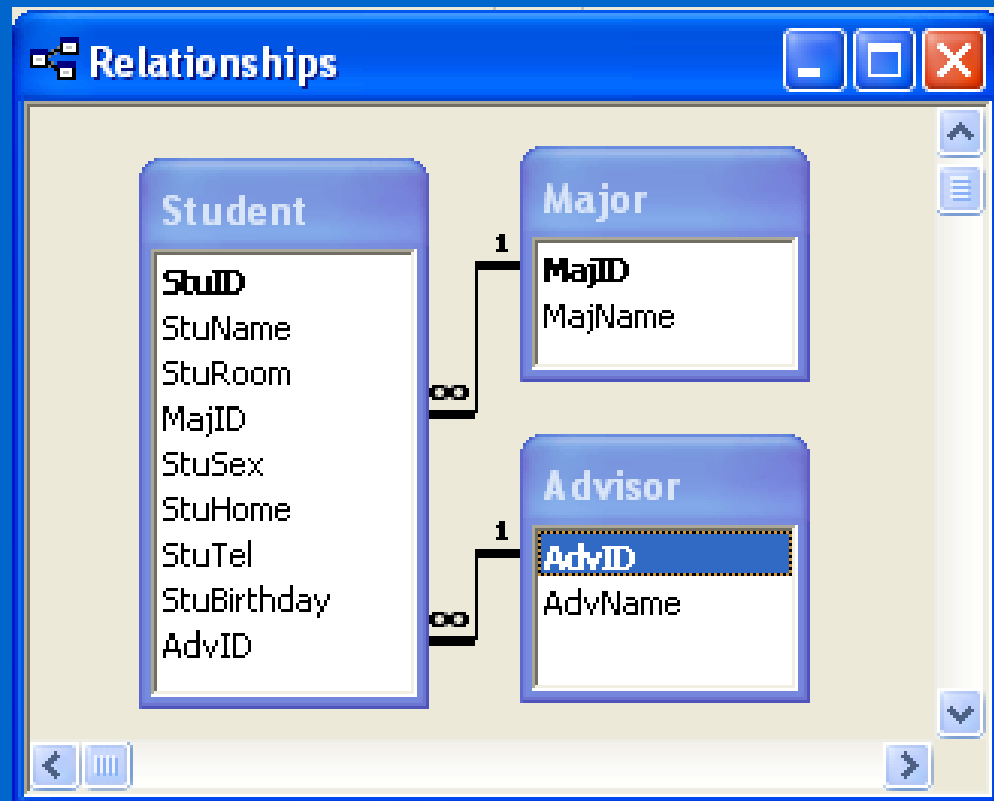 Relationships
Student
StuID
StuName
StuRoom
MajID
StuSex
StuHome
StuTel
StuBirthday
AdvID
1
∞
1
∞
Major
MajID
MajName
Advisor
AdvID
AdvName